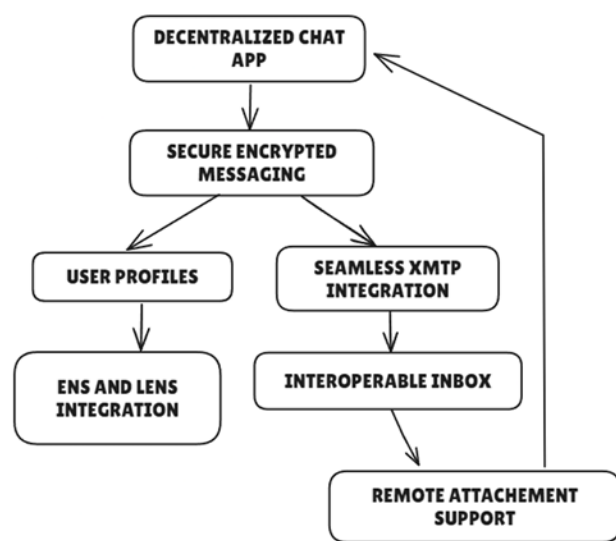 DECENTRALIZED CHAT
APP
SECURE ENCRYPTED
MESSAGING
USER PROFILES
SEAMLESS XMTP
INTEGRATION
ENS AND LENS
INTEGRATION
INTEROPERABLE INBOX
REMOTE ATTACHEMENT
SUPPORT